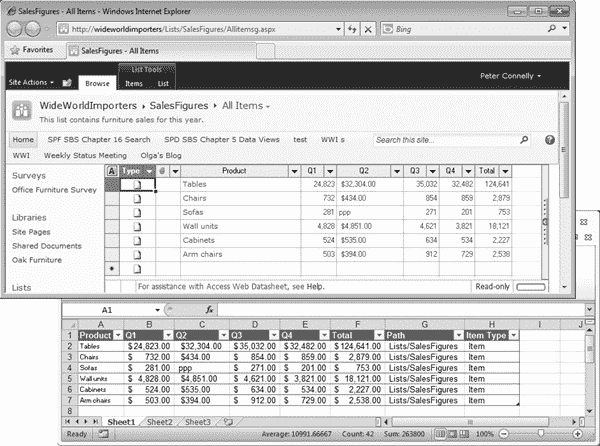 SalesFigures - All Items - Windows Internet Explorer
http://wideworldimporters/Lists/SalesFigures/Allitemsg.aspx
Bing
Favorites
SalesFigures - All Items
List Tools
Site Actions
Browse
Items
List
Peter Connelly
WideWorldImporters
SalesFigures
All Items
This list contains furniture sales for this year.
Home
SPF SBS Chapter 16 Search
SPD SBS Chapter 5 Data Views
test
WWI s
Search this site...
WWI
Weekly Status Meeting
Olga's Blog
Surveys
Office Furniture Survey
Libraries
Site Pages
Shared Documents
Oak Furniture
Lists
A Type Product Q1 Q2 Q3 Q4 Total
Tables 24,823 $32,304.00 35,032 32,482 124,641
Chairs 732 $434.00 854 859 2,879
Sofas 281 ppp 271 201 753
Wall units 4,828 $4,851.00 4,621 3,821 18,121
Cabinets 524 $535.00 634 534 2,227
Arm chairs 503 $394.00 912 729 2,538
For assistance with Access Web Datasheet, see Help.
Read-only
A1 fx
A B C D E F G H I J
1 Product Q1 Q2 Q3 Q4 Total Path Item Type
2 Tables $24,823.00 $32,304.00 $35,032.00 $32,482.00 $124,641.00 Lists/SalesFigures Item
3 Chairs $ 732.00 $434.00 $ 854.00 $ 859.00 $ 2,879.00 Lists/SalesFigures Item
4 Sofas $ 281.00 ppp $ 271.00 $ 201.00 $ 753.00 Lists/SalesFigures Item
5 Wall units $ 4,828.00 $4,851.00 $ 4,621.00 $ 3,821.00 $ 18,121.00 Lists/SalesFigures Item
6 Cabinets $ 524.00 $535.00 $ 634.00 $ 534.00 $ 2,227.00 Lists/SalesFigures Item
7 Arm chairs $ 503.00 $394.00 $ 912.00 $ 729.00 $ 2,538.00 Lists/SalesFigures Item
8
Sheet1
Sheet2
Sheet3
Ready
Average: 10991.66667
Count: 42
Sum: 263800
100%